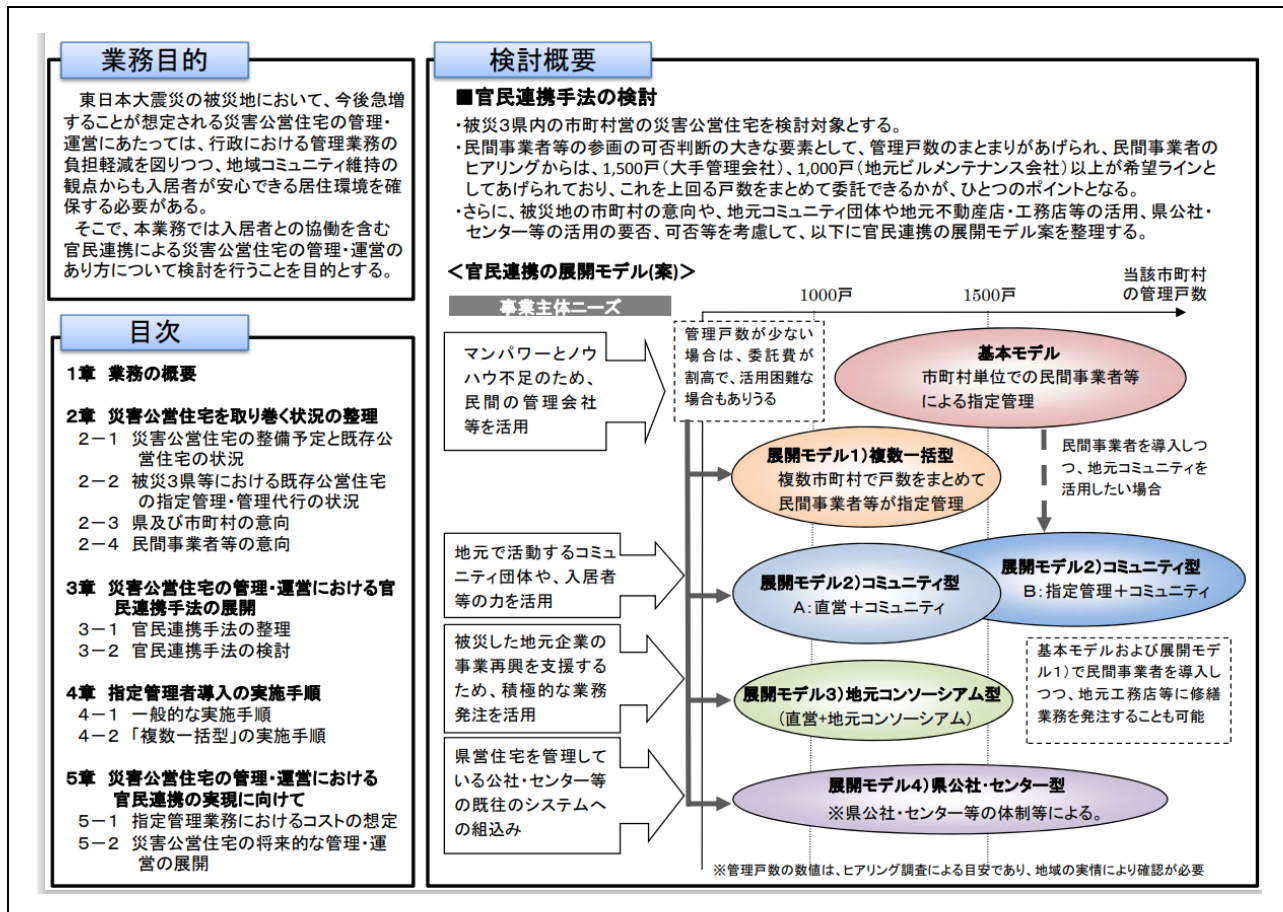 業務目的
東日本大震災の被災地において、今後急増
することが想定される災害公営住宅の管理・
運営にあたっては、行政における管理業務の
負担軽減を図りつつ、地域コミュニティ維持の
観点からも入居者が安心できる居住環境を確
保する必要がある。
そこで、本業務では入居者との協働を含む
官民連携による災害公営住宅の管理・運営の
あり方について検討を行うことを目的とする。
目次
1章 業務の概要
2章 災害公営住宅を取り巻く状況の整理
2－1 災害公営住宅の整備予定と既存公
営住宅の状況
2－2 被災3県等における既存公営住宅
の指定管理・管理代行の状況
2－3 県及び市町村の意向
2－4 民間事業者等の意向
3章 災害公営住宅の管理・運営における官
民連携手法の展開
3－1 官民連携手法の整理
3－2 官民連携手法の検討
4章 指定管理者導入の実施手順
4－1 一般的な実施手順
4－2 「複数一括型」の実施手順
5章 災害公営住宅の管理・運営における
官民連携の実現に向けて
5－1 指定管理業務におけるコストの想定
5－2 災害公営住宅の将来的な管理・運
営の展開
検討概要
■官民連携手法の検討
・被災3県内の市町村営の災害公営住宅を検討対象とする。
・民間事業者等の参画の可否判断の大きな要素として、管理戸数のまとまりがあげられ、民間事業者の
ヒアリングからは、1,500戸（大手管理会社）、1,000戸（地元ビルメンテナンス会社）以上が希望ラインと
してあげられており、これを上回る戸数をまとめて委託できるかが、ひとつのポイントとなる。
・さらに、被災地の市町村の意向や、地元コミュニティ団体や地元不動産店・工務店等の活用、県公社・
センター等の活用の要否、可否等を考慮して、以下に官民連携の展開モデル案を整理する。
＜官民連携の展開モデル(案)＞
1000戸
1500戸
当該市町村
の管理戸数
事業主体ニーズ
マンパワーとノウ
ハウ不足のため、
民間の管理会社
等を活用
管理戸数が少ない
場合は、委託費が
割高で、活用困難な
場合もありうる
基本モデル
市町村単位での民間事業者等
による指定管理
展開モデル1)複数一括型
複数市町村で戸数をまとめて
民間事業者等が指定管理
民間事業者を導入しつ
つ、地元コミュニティを
活用したい場合
地元で活動するコミュ
ニティ団体や、入居者
等の力を活用
展開モデル2)コミュニティ型
A:直営＋コミュニティ
展開モデル2)コミュニティ型
B:指定管理＋コミュニティ
被災した地元企業の
事業再興を支援する
ため、積極的な業務
発注を活用
展開モデル3)地元コンソーシアム型
(直営+地元コンソーシアム)
基本モデルおよび展開モデ
ル1)で民間事業者を導入し
つつ、地元工務店等に修繕
業務を発注することも可能
県営住宅を管理して
いる公社・センター等
の既往のシステムへ
の組込み
展開モデル4)県公社・センター型
※県公社・センター等の体制等による。
※管理戸数の数値は、ヒアリング調査による目安であり、地域の実情により確認が必要